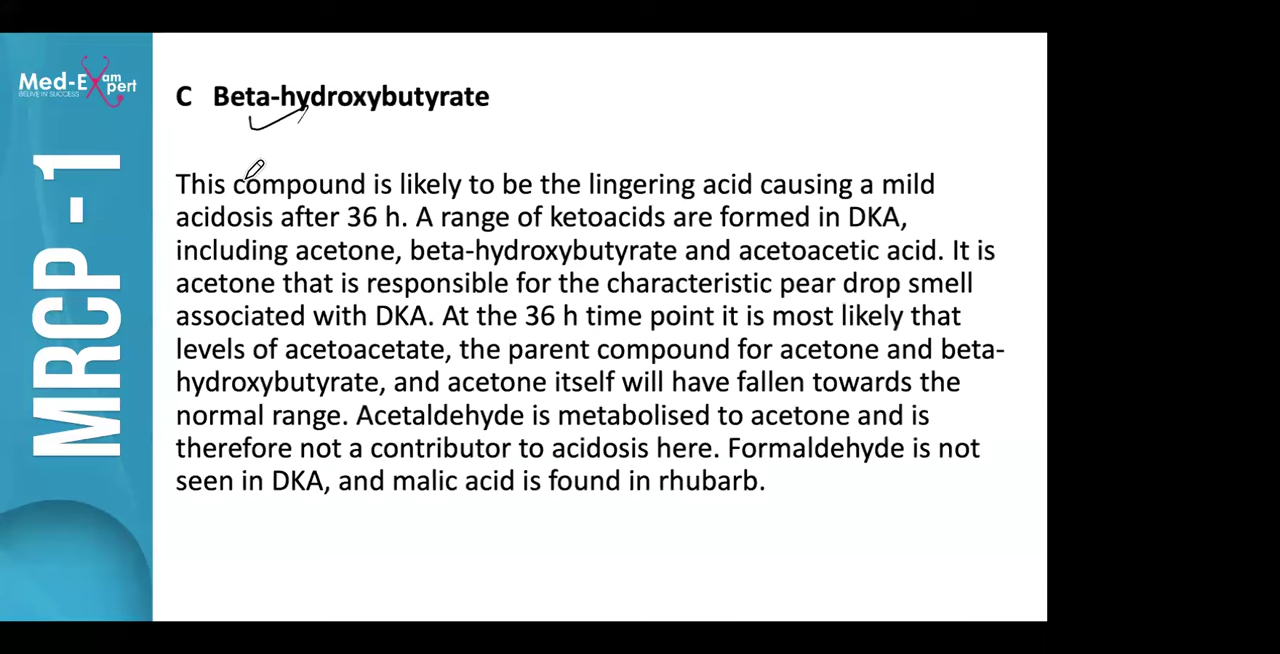 Med-Exam
pert
BELIVE IN SUCCESS
MRCP - 1
C Beta-hydroxybutyrate
This compound is likely to be the lingering acid causing a mild
acidosis after 36 h. A range of ketoacids are formed in DKA,
including acetone, beta-hydroxybutyrate and acetoacetic acid. It is
acetone that is responsible for the characteristic pear drop smell
associated with DKA. At the 36 h time point it is most likely that
levels of acetoacetate, the parent compound for acetone and beta-
hydroxybutyrate, and acetone itself will have fallen towards the
normal range. Acetaldehyde is metabolised to acetone and is
therefore not a contributor to acidosis here. Formaldehyde is not
seen in DKA, and malic acid is found in rhubarb.